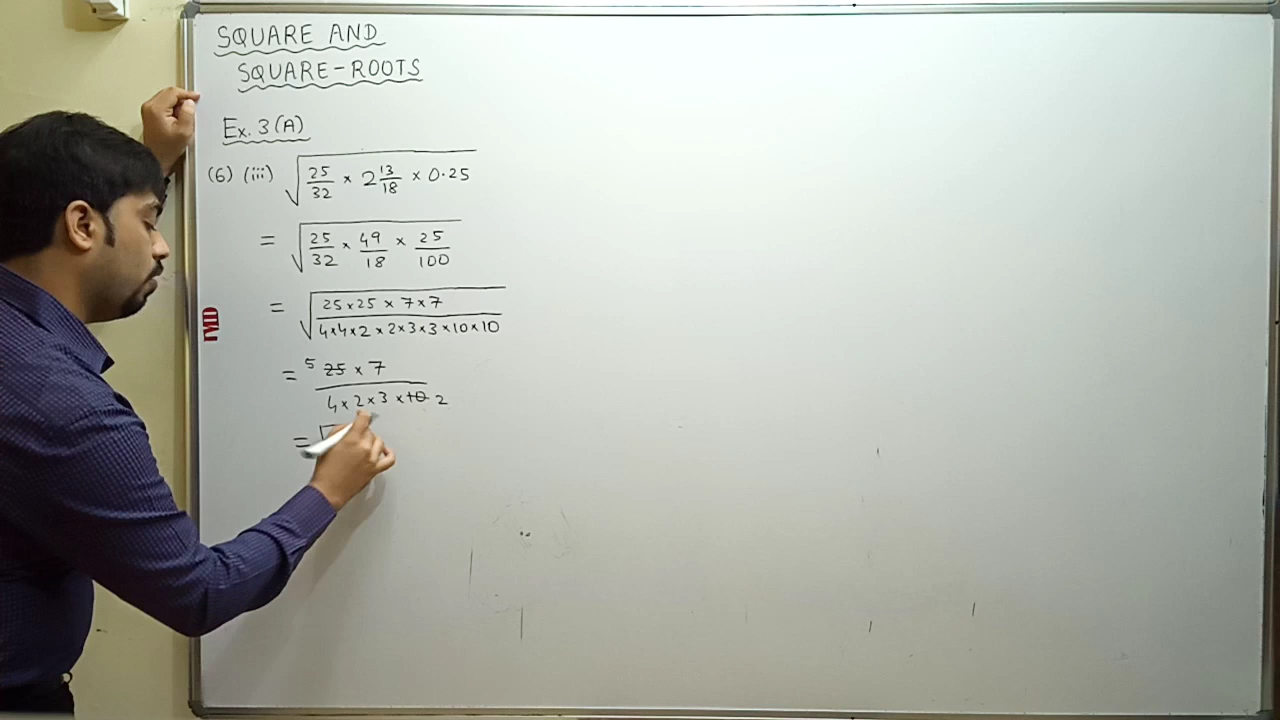 SQUARE AND
SQUARE-ROOTS
Ex. 3(A)
(6) (iii) √(25/32 × 2 13/18 × 0.25)
= √(25/32 × 49/18 × 25/100)
= √((25×25 × 7×7)/(4×4×2×2×3×3×10×10))
= (5 25 × 7)/(4×2×3×10 2)
=